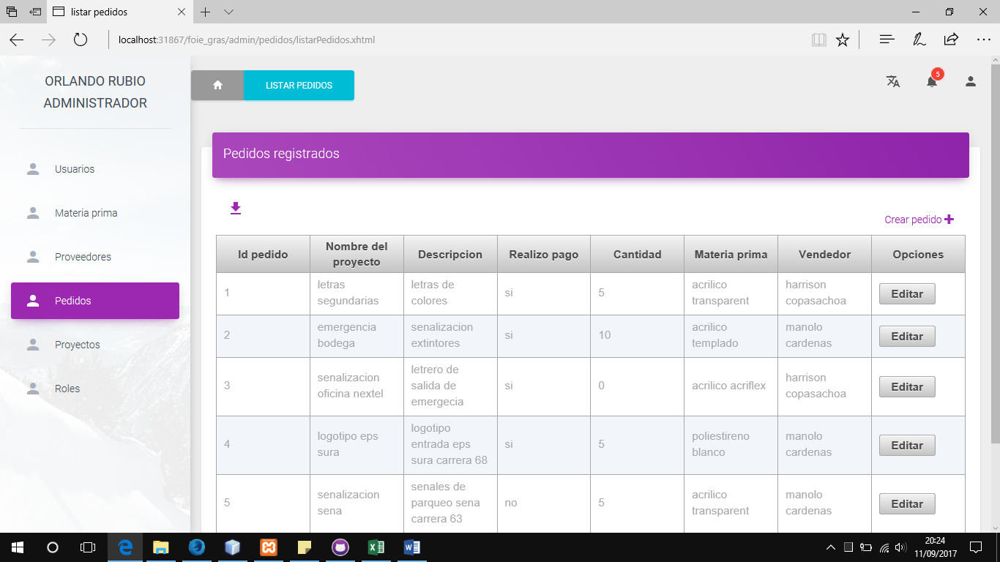 listar pedidos
localhost:31867/foie_gras/admin/pedidos/listarPedidos.xhtml
ORLANDO RUBIO
ADMINISTRADOR
LISTAR PEDIDOS
5
Usuarios
Materia prima
Proveedores
Pedidos
Proyectos
Roles
Pedidos registrados
Crear pedido
Id pedido
Nombre del
proyecto
Descripcion
Realizo pago
Cantidad
Materia prima
Vendedor
Opciones
1
letras
segundarias
letras de
colores
si
5
acrilico
transparent
harrison
copasachoa
Editar
2
emergencia
bodega
senalizacion
extintores
si
10
acrilico
templado
manolo
cardenas
Editar
3
senalizacion
oficina nextel
letrero de
salida de
emergecia
si
0
acrilico acriflex
harrison
copasachoa
Editar
4
logotipo eps
sura
logotipo
entrada eps
sura carrera 68
si
5
poliestireno
blanco
manolo
cardenas
Editar
5
senalizacion
sena
senales de
parqueo sena
carrera 63
no
5
acrilico
transparent
manolo
cardenas
Editar
20:24
11/09/2017